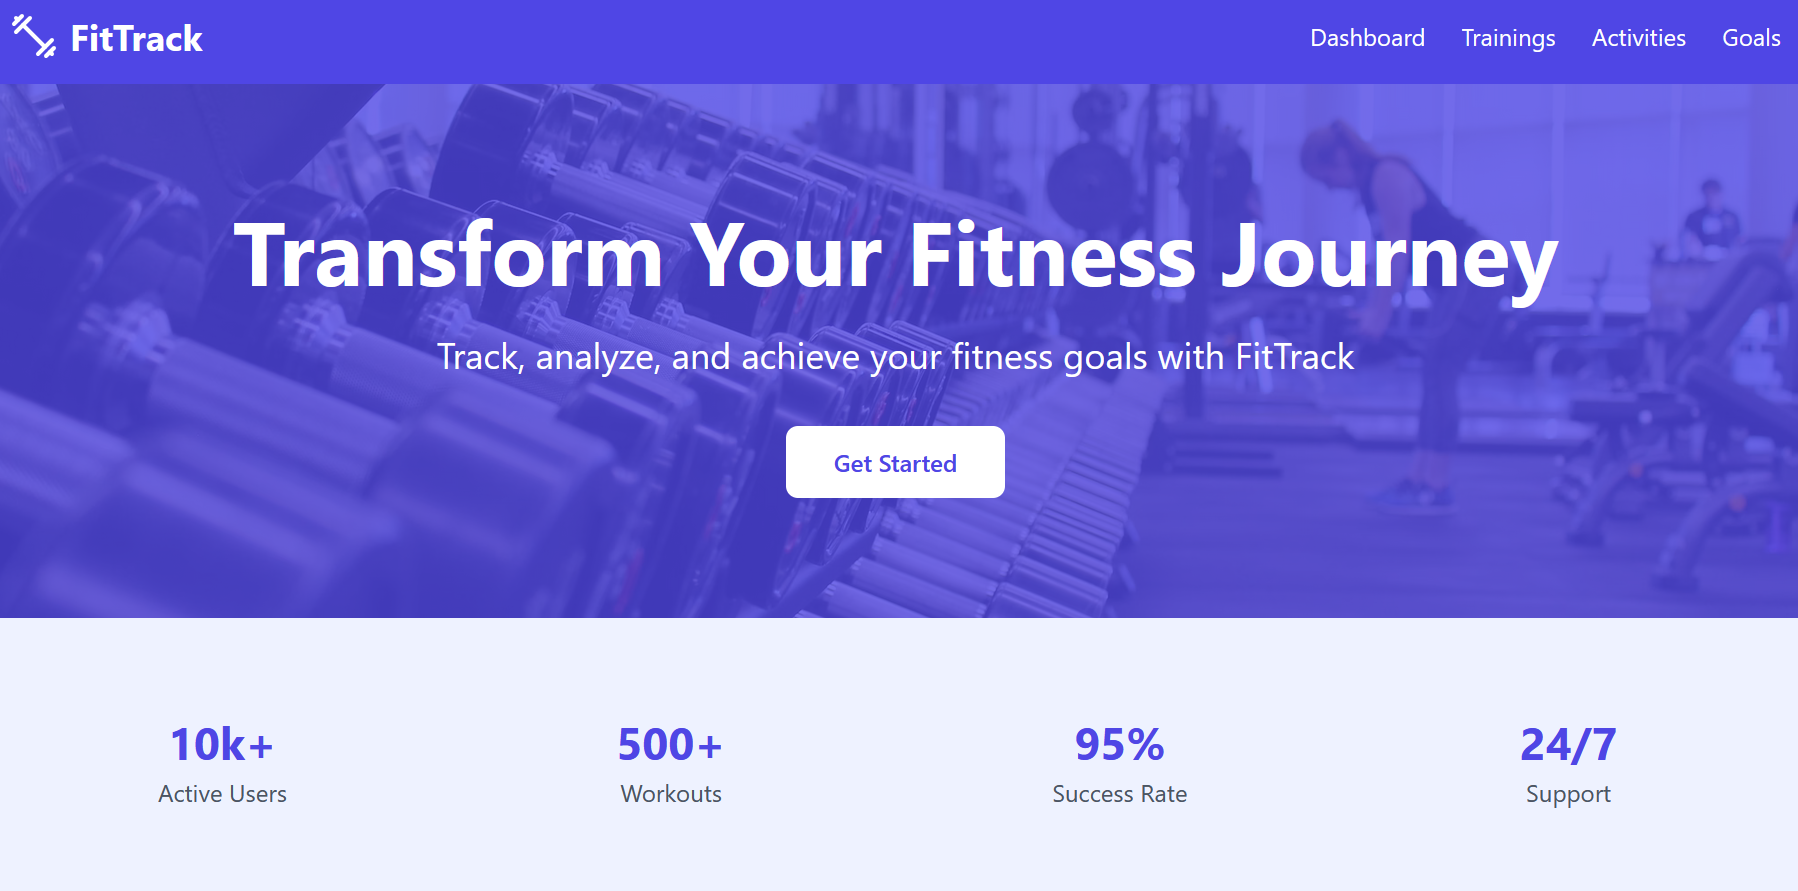 FitTrack
Dashboard Trainings Activities Goals
Transform Your Fitness Journey
Track, analyze, and achieve your fitness goals with FitTrack
Get Started
10k+
Active Users
500+
Workouts
95%
Success Rate
24/7
Support